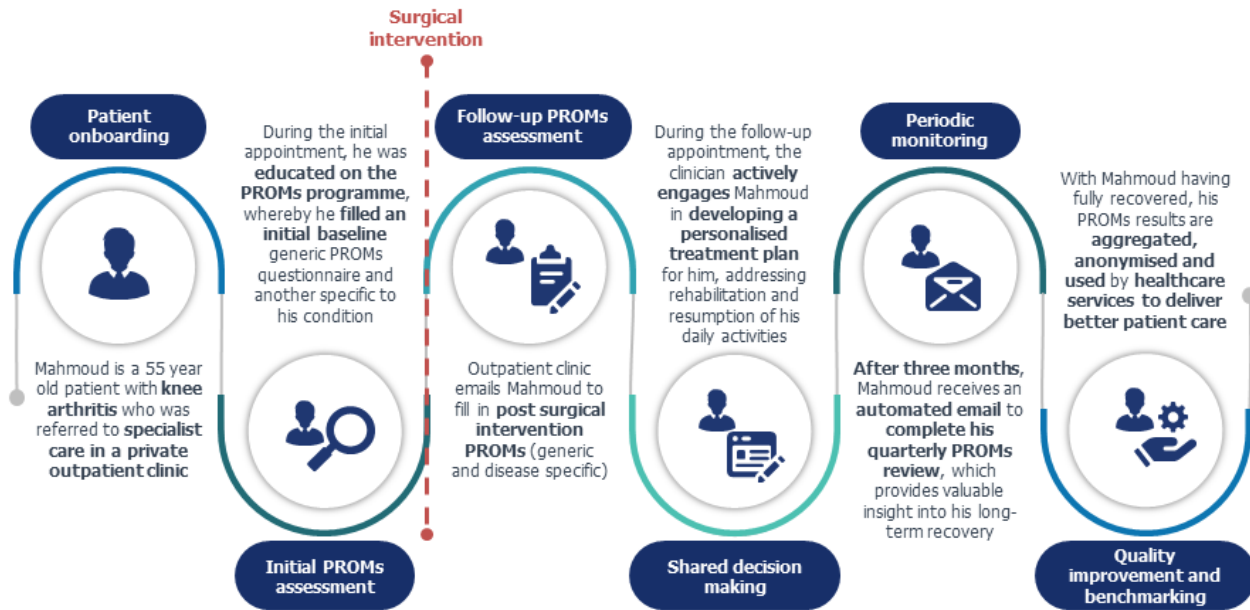 Surgical
intervention
Patient
onboarding
Mahmoud is a 55 year
old patient with knee
arthritis who was
referred to specialist
care in a private
outpatient clinic
During the initial
appointment, he was
educated on the
PROMs programme,
whereby he filled an
initial baseline
generic PROMs
questionnaire and
another specific to
his condition
Initial PROMs
assessment
Follow-up PROMs
assessment
Outpatient clinic
emails Mahmoud to
fill in post surgical
intervention
PROMs (generic
and disease specific)
During the follow-up
appointment, the
clinician actively
engages Mahmoud
in developing a
personalised
treatment plan
for him, addressing
rehabilitation and
resumption of his
daily activities
Shared decision
making
Periodic
monitoring
After three months,
Mahmoud receives an
automated email to
complete his
quarterly PROMs
review, which
provides valuable
insight into his long-
term recovery
With Mahmoud having
fully recovered, his
PROMs results are
aggregated,
anonymised and
used by healthcare
services to deliver
better patient care
Quality
improvement and
benchmarking